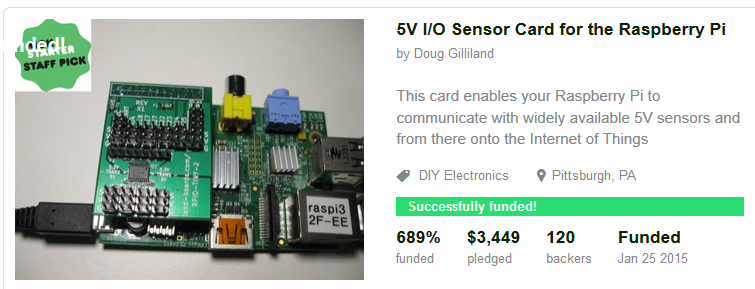 nded!
STARTER
STAFF PICK
5V I/O Sensor Card for the Raspberry Pi
by Doug Gilliland
This card enables your Raspberry Pi to
communicate with widely available 5V sensors and
from there onto the Internet of Things
DIY Electronics
Pittsburgh, PA
Successfully funded!
689% $3,449 120 Funded
funded pledged backers Jan 25 2015
REV
X1
raspi3
2F-EE